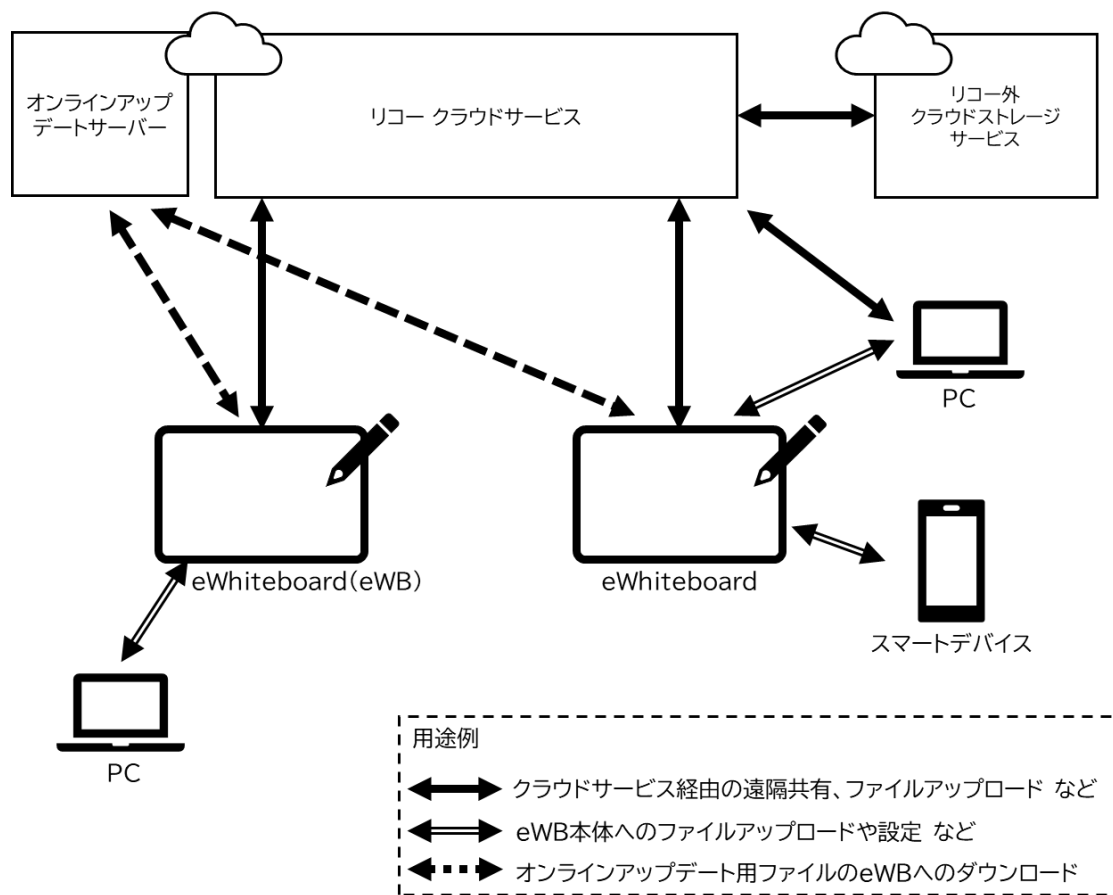 オンラインアップ
デートサーバー
リコー クラウドサービス
リコー外
クラウドストレージ
サービス
PC
eWhiteboard(eWB)
eWhiteboard
スマートデバイス
PC
用途例
クラウドサービス経由の遠隔共有、ファイルアップロード など
eWB本体へのファイルアップロードや設定 など
オンラインアップデート用ファイルのeWBへのダウンロード